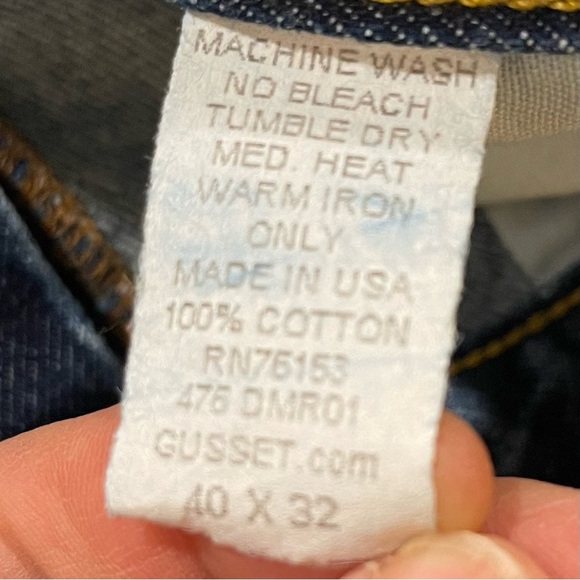 MACHINE WASH
NO BLEACH
TUMBLE DRY
MED. HEAT
WARM IRON
ONLY
MADE IN USA
100% COTTON
RN75153
476 DMR01
GUSSET.com
40 X 32